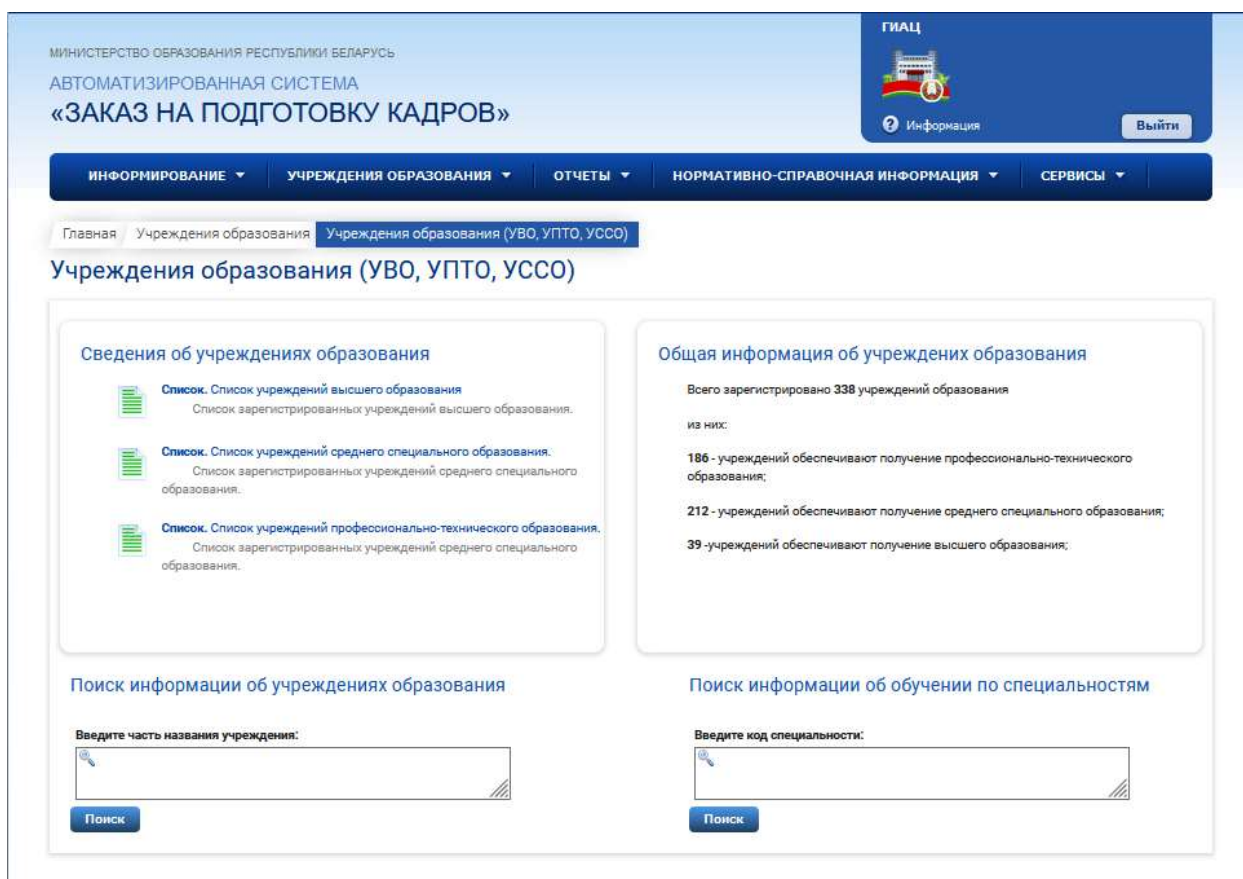 МИНИСТЕРСТВО ОБРАЗОВАНИЯ РЕСПУБЛИКИ БЕЛАРУСЬ
АВТОМАТИЗИРОВАННАЯ СИСТЕМА
«ЗАКАЗ НА ПОДГОТОВКУ КАДРОВ»
ГИАЦ
Информация
Выйти
ИНФОРМИРОВАНИЕ
УЧРЕЖДЕНИЯ ОБРАЗОВАНИЯ
ОТЧЕТЫ
НОРМАТИВНО-СПРАВОЧНАЯ ИНФОРМАЦИЯ
СЕРВИСЫ
Главная
Учреждения образования
Учреждения образования (УВО, УПТО, УССО)
Учреждения образования (УВО, УПТО, УССО)
Сведения об учреждениях образования
Список. Список учреждений высшего образования
Список зарегистрированных учреждений высшего образования.
Список. Список учреждений среднего специального образования.
Список зарегистрированных учреждений среднего специального
образования.
Список. Список учреждений профессионально-технического образования.
Список зарегистрированных учреждений среднего специального
образования.
Общая информация об учреждених образования
Всего зарегистрировано 338 учреждений образования
из них:
186 - учреждений обеспечивают получение профессионально-технического
образования;
212 - учреждений обеспечивают получение среднего специального образования;
39 -учреждений обеспечивают получение высшего образования;
Поиск информации об учреждениях образования
Введите часть названия учреждения:
Поиск
Поиск информации об обучении по специальностям
Введите код специальности:
Поиск